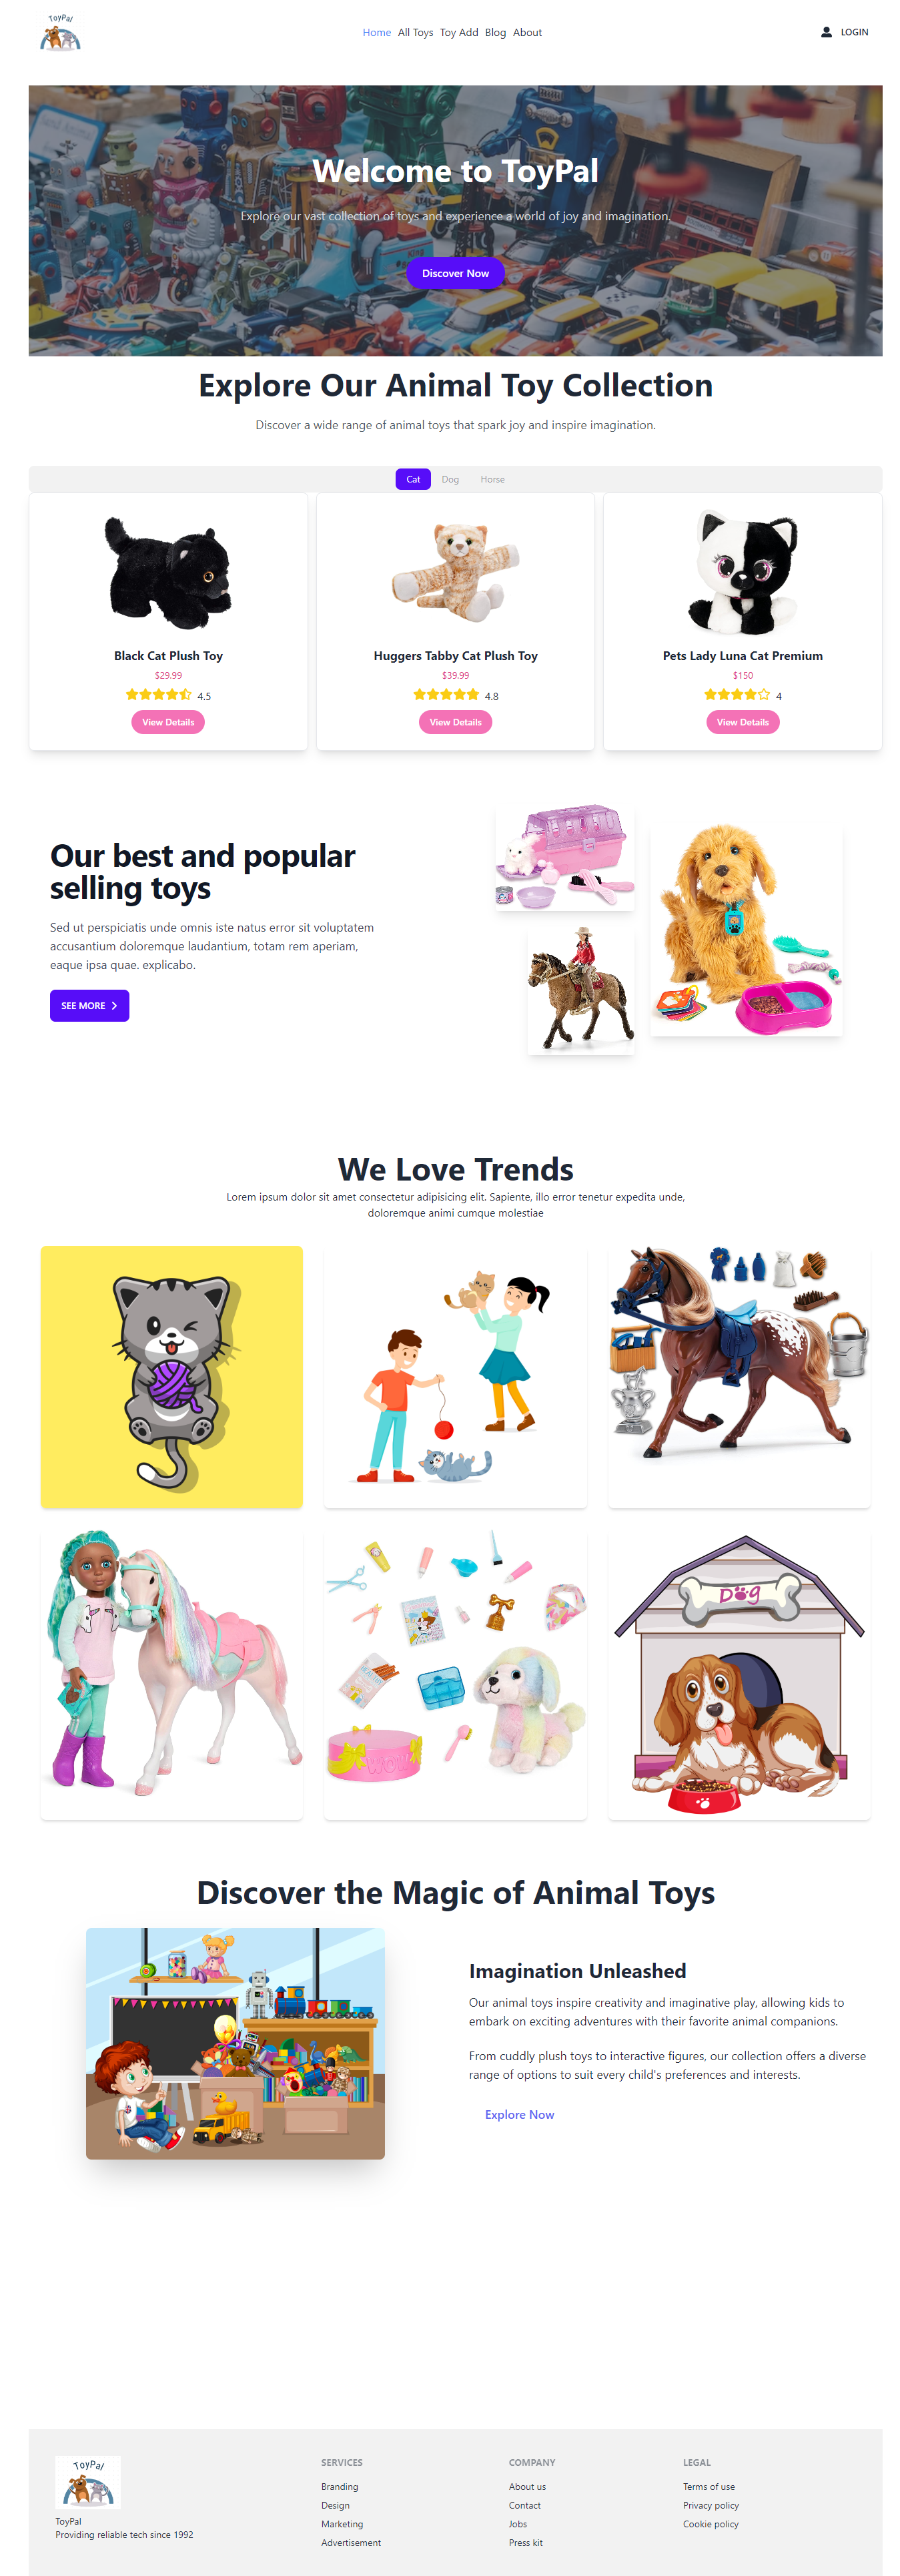 ToyPal
Home All Toys Toy Add Blog About
LOGIN
Welcome to ToyPal
Explore our vast collection of toys and experience a world of joy and imagination.
Discover Now
Explore Our Animal Toy Collection
Discover a wide range of animal toys that spark joy and inspire imagination.
Cat Dog Horse
Black Cat Plush Toy
$29.99
4.5
View Details
Huggers Tabby Cat Plush Toy
$39.99
4.8
View Details
Pets Lady Luna Cat Premium
$150
4
View Details
Our best and popular
selling toys
Sed ut perspiciatis unde omnis iste natus error sit voluptatem
accusantium doloremque laudantium, totam rem aperiam,
eaque ipsa quae. explicabo.
SEE MORE
We Love Trends
Lorem ipsum dolor sit amet consectetur adipisicing elit. Sapiente, illo error tenetur expedita unde,
doloremque animi cumque molestiae
WOW
Dog
Discover the Magic of Animal Toys
Imagination Unleashed
Our animal toys inspire creativity and imaginative play, allowing kids to
embark on exciting adventures with their favorite animal companions.
From cuddly plush toys to interactive figures, our collection offers a diverse
range of options to suit every child's preferences and interests.
Explore Now
ToyPal
ToyPal
Providing reliable tech since 1992
SERVICES
Branding
Design
Marketing
Advertisement
COMPANY
About us
Contact
Jobs
Press kit
LEGAL
Terms of use
Privacy policy
Cookie policy